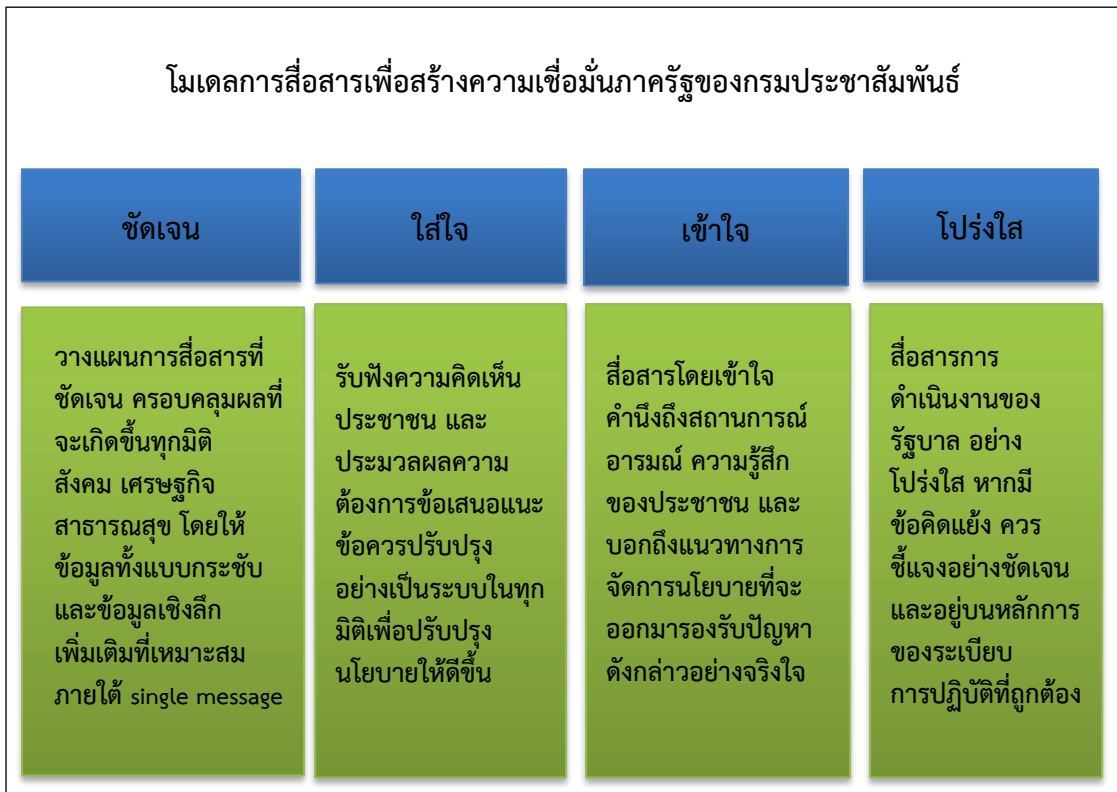 โมเดลการสื่อสารเพื่อสร้างความเชื่อมั่นภาครัฐของกรมประชาสัมพันธ์
ชัดเจน
วางแผนการสื่อสารที่
ชัดเจน ครอบคลุมผลที่
จะเกิดขึ้นทุกมิติ
สังคม เศรษฐกิจ
สาธารณสุข โดยให้
ข้อมูลทั้งแบบกระชับ
และข้อมูลเชิงลึก
เพิ่มเติมที่เหมาะสม
ภายใต้ single message
ใส่ใจ
รับฟังความคิดเห็น
ประชาชน และ
ประมวลผลความ
ต้องการข้อเสนอแนะ
ข้อควรปรับปรุง
อย่างเป็นระบบในทุก
มิติเพื่อปรับปรุง
นโยบายให้ดีขึ้น
เข้าใจ
สื่อสารโดยเข้าใจ
คำนึงถึงสถานการณ์
อารมณ์ ความรู้สึก
ของประชาชน และ
บอกถึงแนวทางการ
จัดการนโยบายที่จะ
ออกมารองรับปัญหา
ดังกล่าวอย่างจริงใจ
โปร่งใส
สื่อสารการ
ดำเนินงานของ
รัฐบาล อย่าง
โปร่งใส หากมี
ข้อคิดแย้ง ควร
ชี้แจงอย่างชัดเจน
และอยู่บนหลักการ
ของระเบียบ
การปฏิบัติที่ถูกต้อง